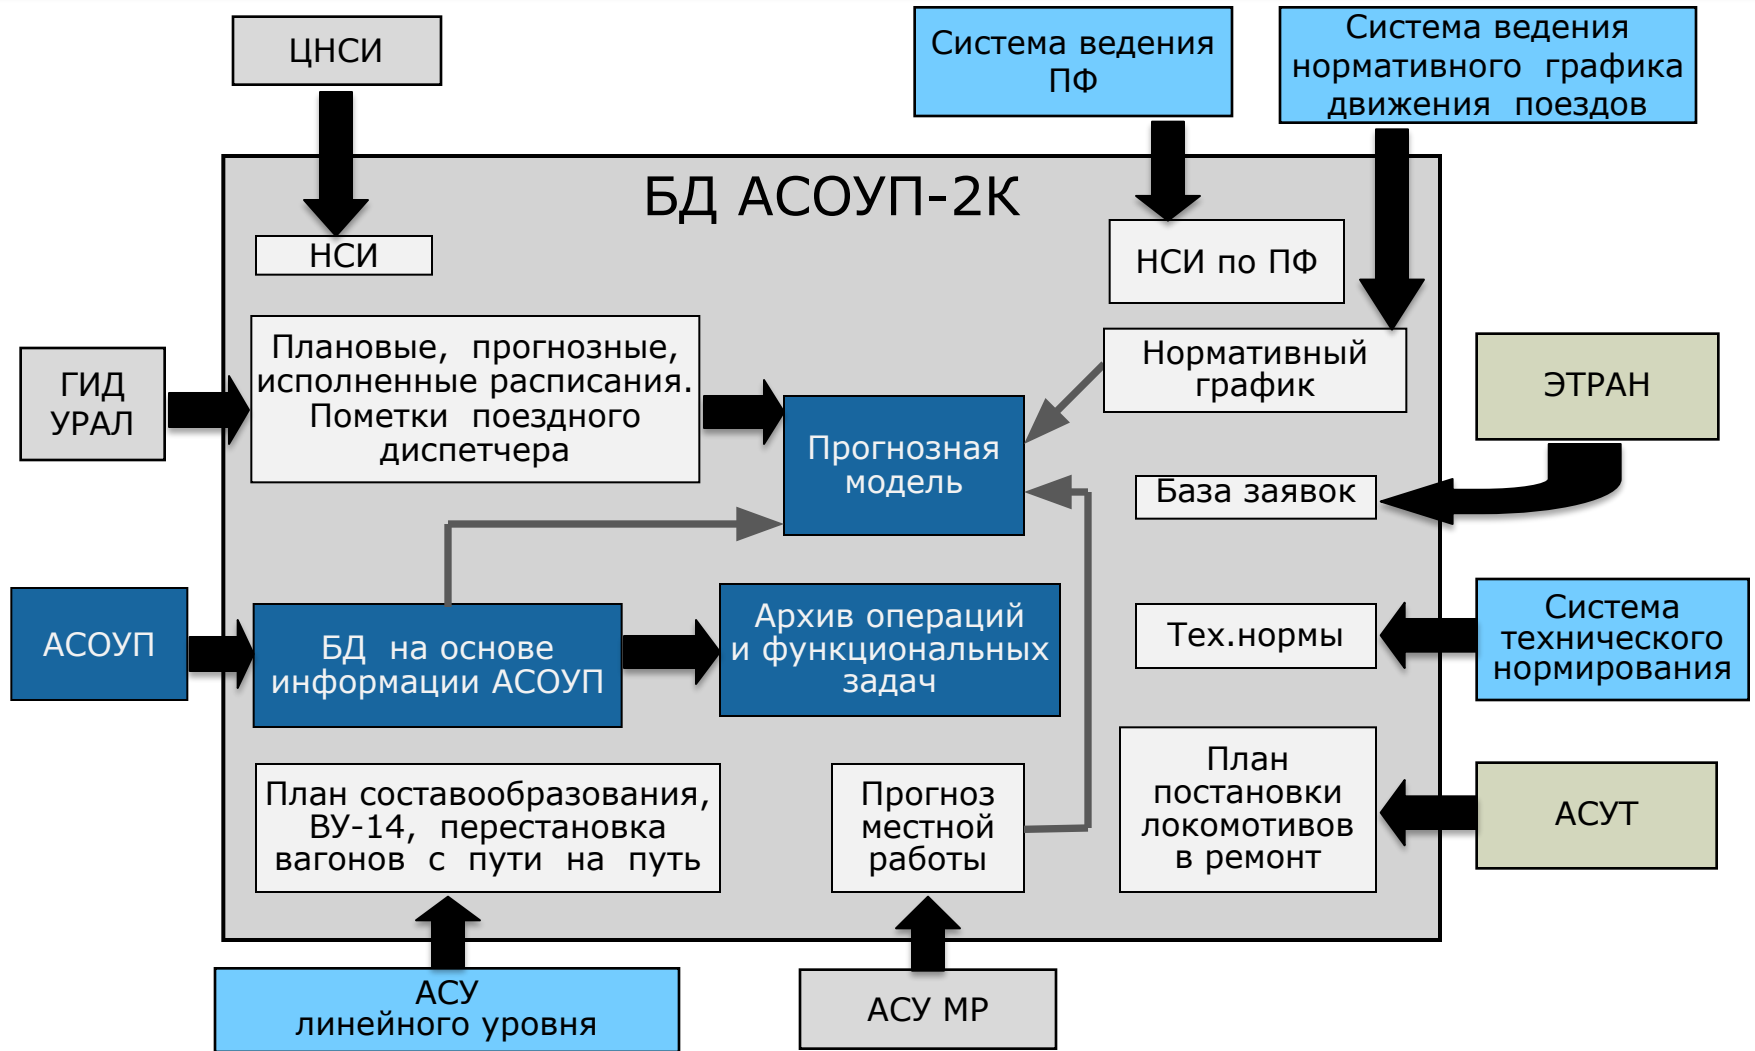 ЦНСИ
Система ведения
ПФ
Система ведения
нормативного графика
движения поездов
БД АСОУП-2К
НСИ
НСИ по ПФ
ГИД
УРАЛ
Плановые, прогнозные,
исполненные расписания.
Пометки поездного
диспетчера
Прогнозная
модель
Нормативный
график
ЭТРАН
База заявок
АСОУП
БД на основе
информации АСОУП
Архив операций
и функциональных
задач
Тех.нормы
Система
технического
нормирования
План составообразования,
ВУ-14, перестановка
вагонов с пути на путь
Прогноз
местной
работы
План
постановки
локомотивов
в ремонт
АСУТ
АСУ
линейного уровня
АСУ МР